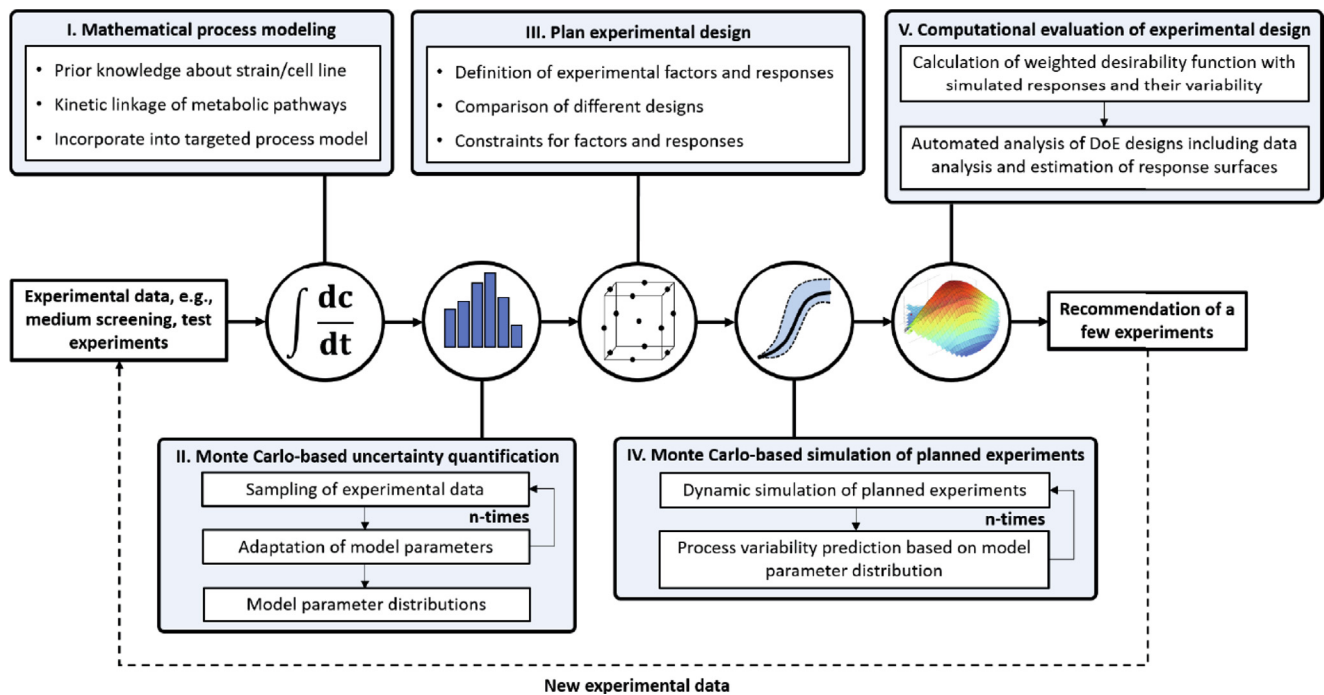 I. Mathematical process modeling
• Prior knowledge about strain/cell line
• Kinetic linkage of metabolic pathways
• Incorporate into targeted process model
III. Plan experimental design
• Definition of experimental factors and responses
• Comparison of different designs
• Constraints for factors and responses
V. Computational evaluation of experimental design
Calculation of weighted desirability function with
simulated responses and their variability
Automated analysis of DoE designs including data
analysis and estimation of response surfaces
Experimental data, e.g.,
medium screening, test
experiments
∫ dc
dt
Recommendation of a
few experiments
II. Monte Carlo-based uncertainty quantification
Sampling of experimental data
n-times
Adaptation of model parameters
Model parameter distributions
IV. Monte Carlo-based simulation of planned experiments
Dynamic simulation of planned experiments
n-times
Process variability prediction based on model
parameter distribution
New experimental data